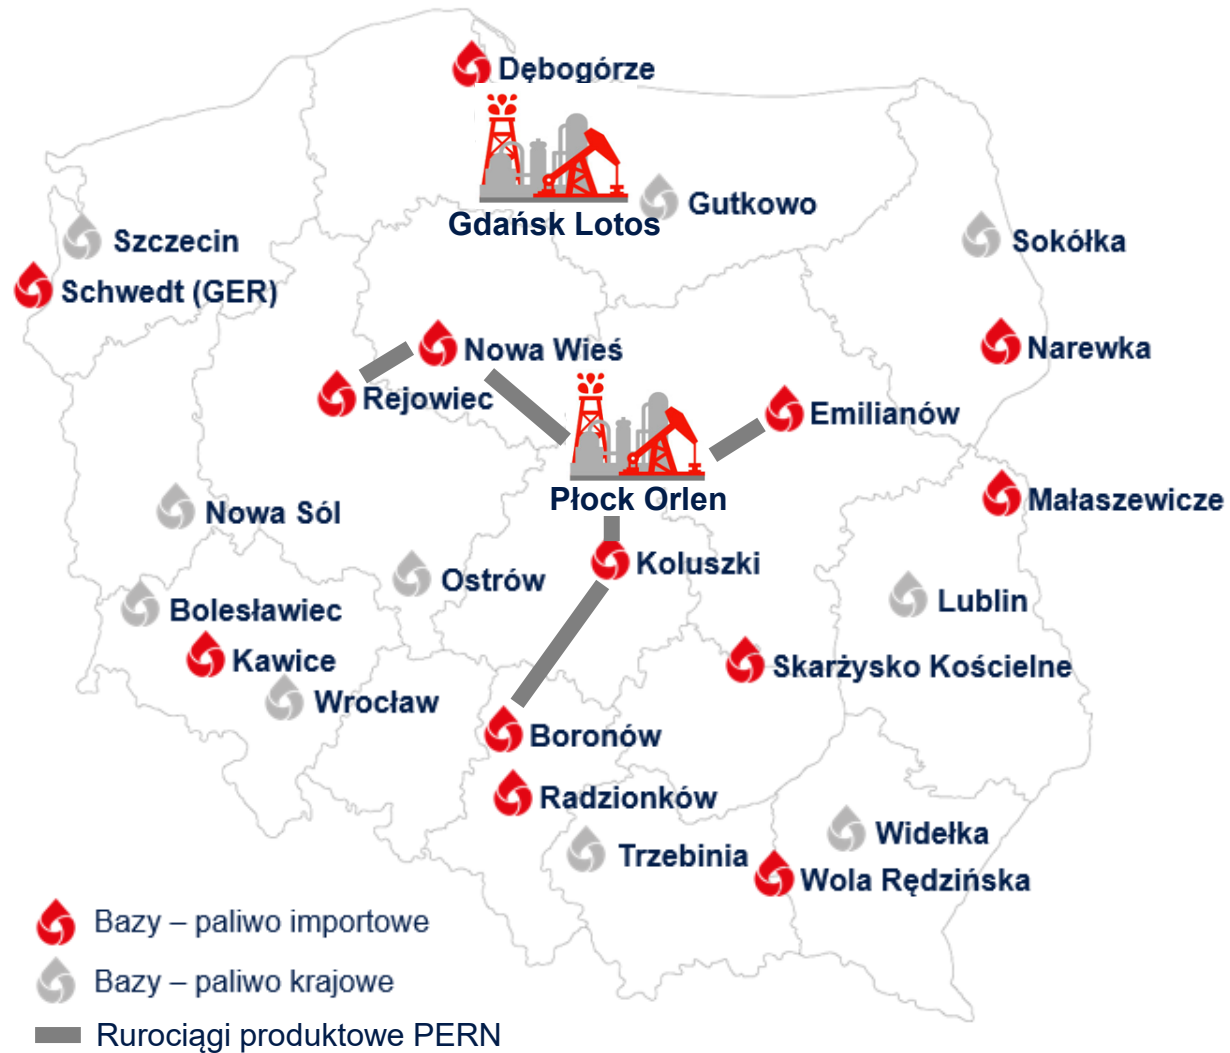 Dębogórze
Gdańsk Lotos
Gutkowo
Szczecin
Sokółka
Schwedt (GER)
Nowa Wieś
Narewka
Rejowiec
Emilianów
Płock Orlen
Małaszewicze
Nowa Sól
Koluszki
Ostrów
Lublin
Bolesławiec
Kawice
Skarżysko Kościelne
Wrocław
Boronów
Radzionków
Widełka
Trzebinia
Wola Rędzińska
Bazy – paliwo importowe
Bazy – paliwo krajowe
Rurociągi produktowe PERN